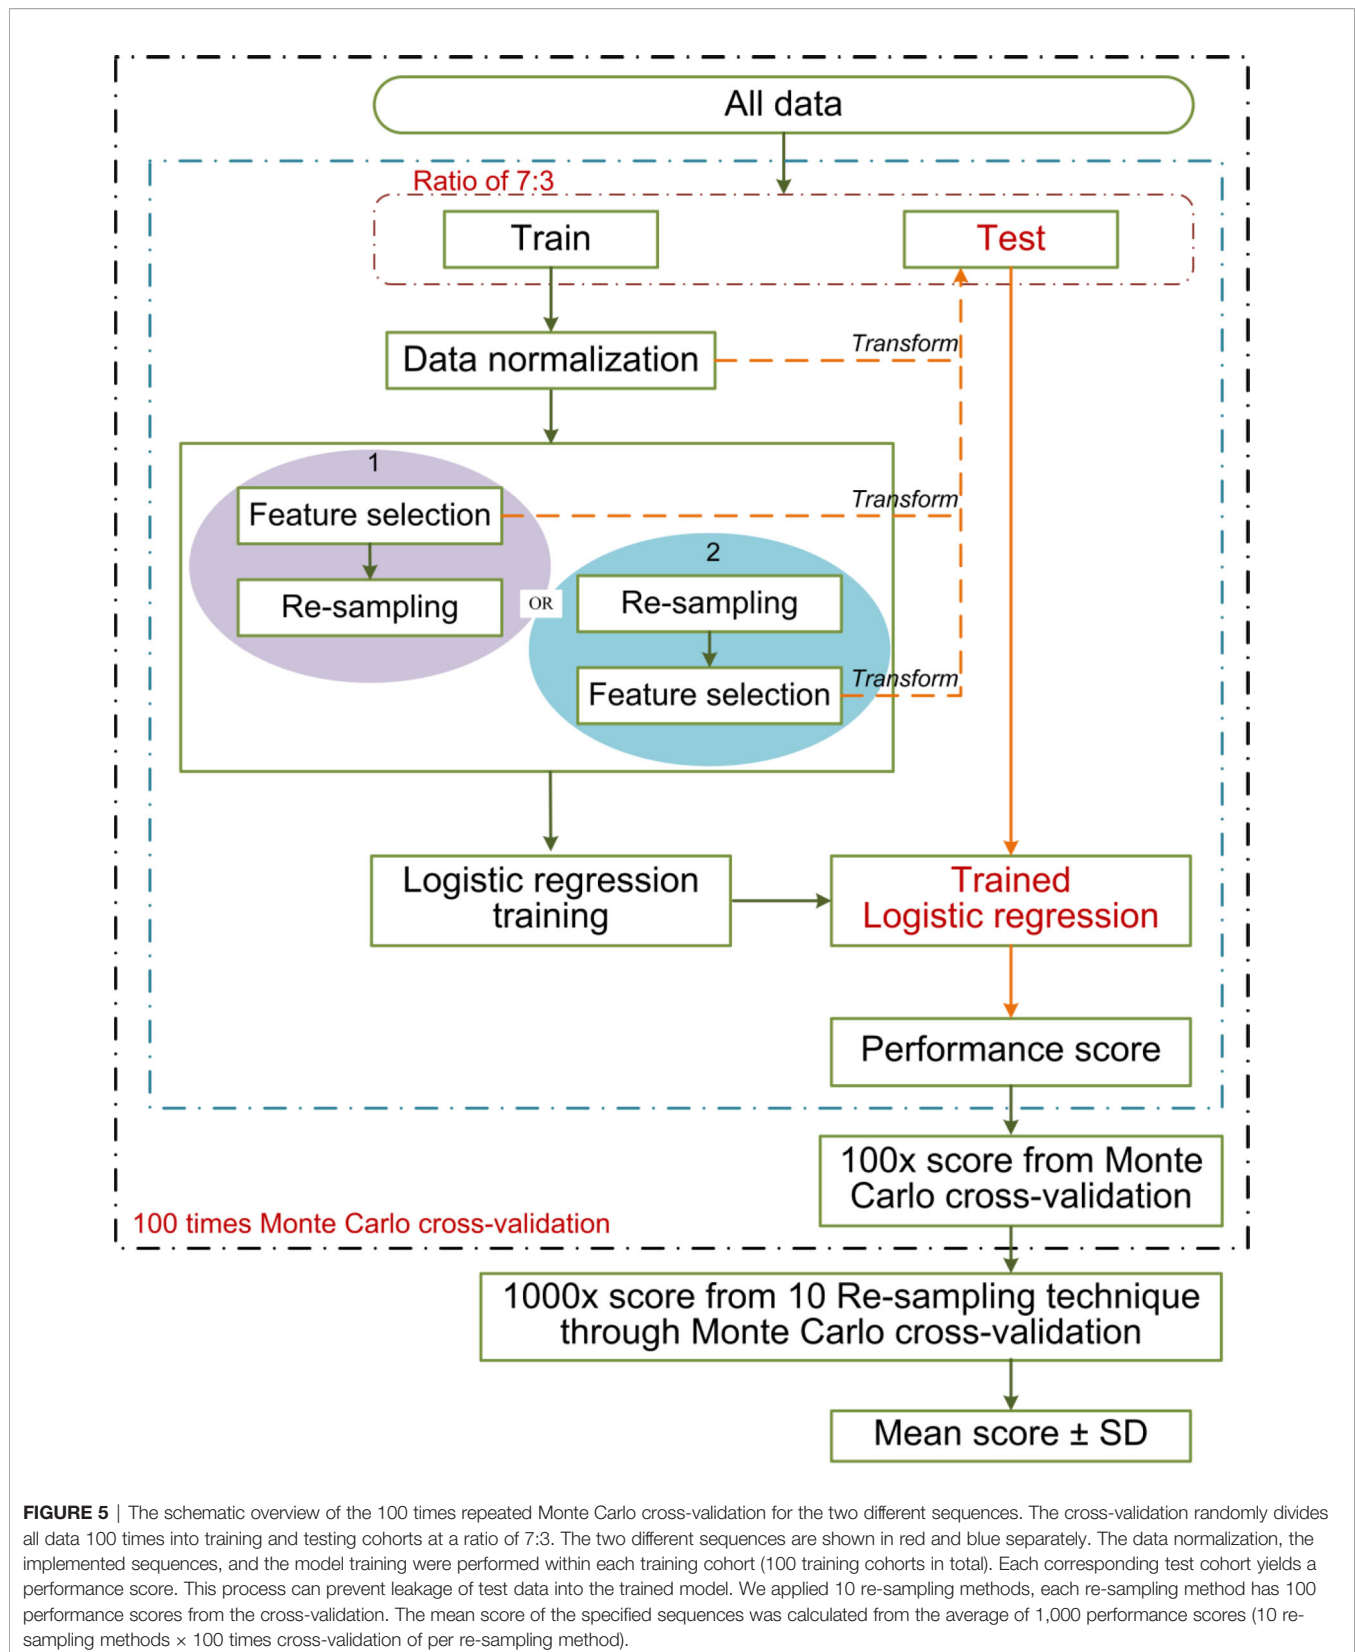 All data
Ratio of 7:3
Train
Test
Data normalization
Transform
1
Feature selection
Transform
Re-sampling
OR
2
Re-sampling
Feature selection
Transform
Logistic regression
training
Trained
Logistic regression
Performance score
100x score from Monte
Carlo cross-validation
100 times Monte Carlo cross-validation
1000x score from 10 Re-sampling technique
through Monte Carlo cross-validation
Mean score ± SD
FIGURE 5 | The schematic overview of the 100 times repeated Monte Carlo cross-validation for the two different sequences. The cross-validation randomly divides
all data 100 times into training and testing cohorts at a ratio of 7:3. The two different sequences are shown in red and blue separately. The data normalization, the
implemented sequences, and the model training were performed within each training cohort (100 training cohorts in total). Each corresponding test cohort yields a
performance score. This process can prevent leakage of test data into the trained model. We applied 10 re-sampling methods, each re-sampling method has 100
performance scores from the cross-validation. The mean score of the specified sequences was calculated from the average of 1,000 performance scores (10 re-
sampling methods × 100 times cross-validation of per re-sampling method).